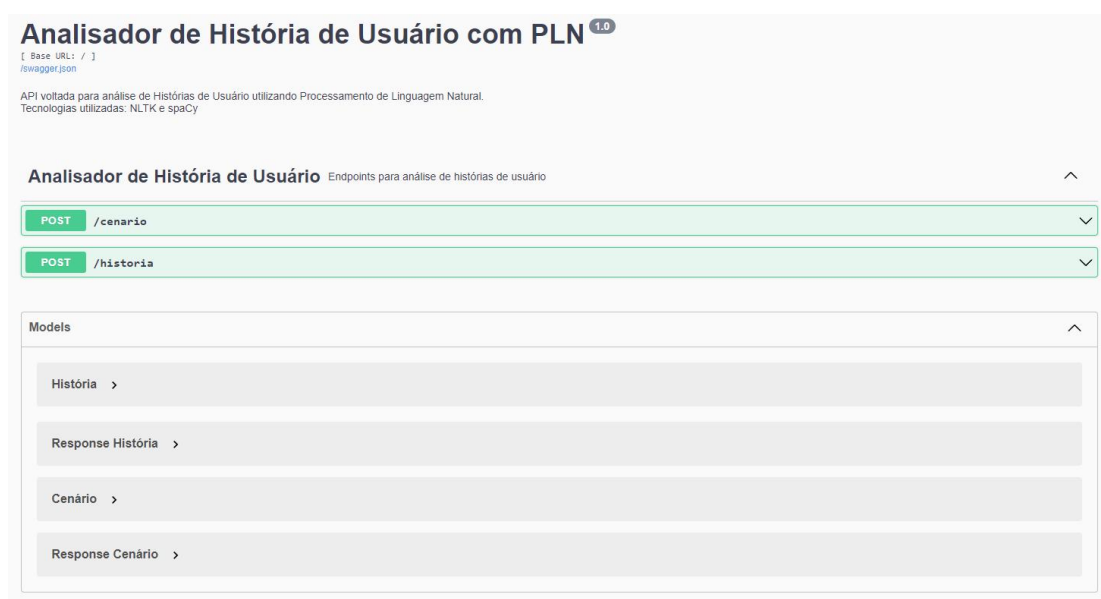 Analisador de História de Usuário com PLN 1.0
[ Base URL: / ]
/swagger.json
API voltada para análise de Histórias de Usuário utilizando Processamento de Linguagem Natural.
Tecnologias utilizadas: NLTK e spaCy
Analisador de História de Usuário Endpoints para análise de histórias de usuário
POST /cenario
POST /historia
Models
História
Response História
Cenário
Response Cenário